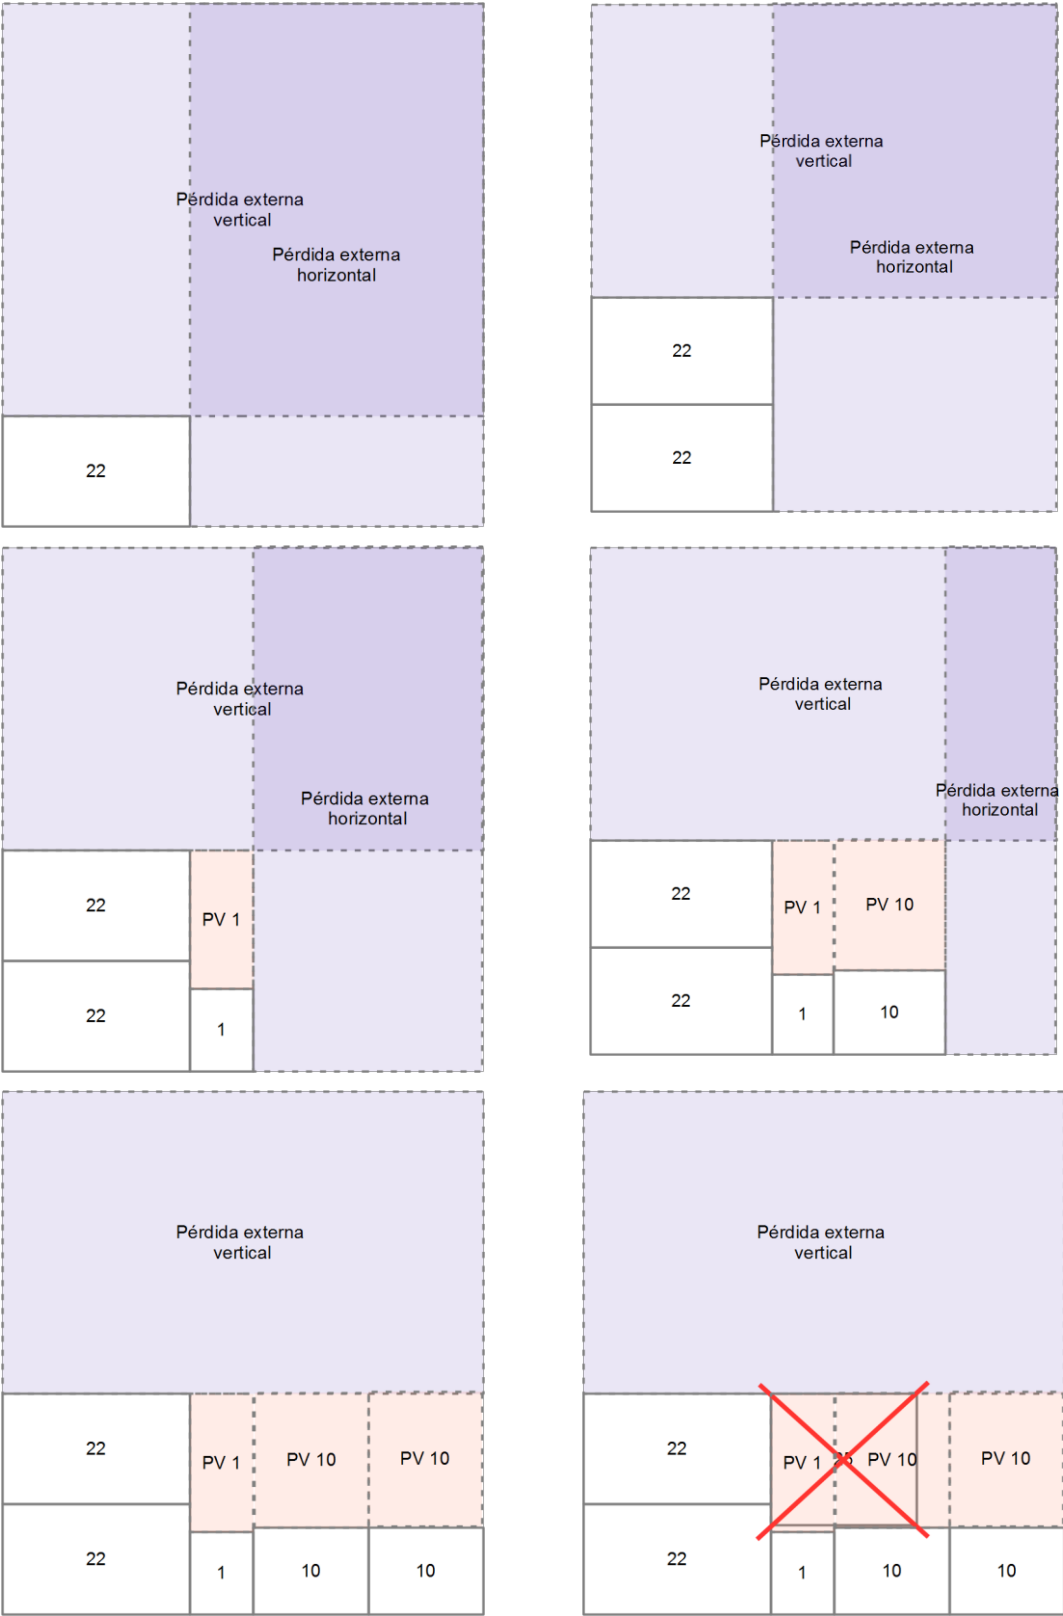 Pérdida externa
vertical
Pérdida externa
horizontal
22
Pérdida externa
vertical
Pérdida externa
horizontal
22
22
Pérdida externa
vertical
Pérdida externa
horizontal
22
PV 1
22
1
Pérdida externa
vertical
Pérdida externa
horizontal
22
PV 1
PV 10
22
1
10
Pérdida externa
vertical
22
PV 1
PV 10
PV 10
22
1
10
10
Pérdida externa
vertical
22
PV 1
PV 10
PV 10
22
1
10
10